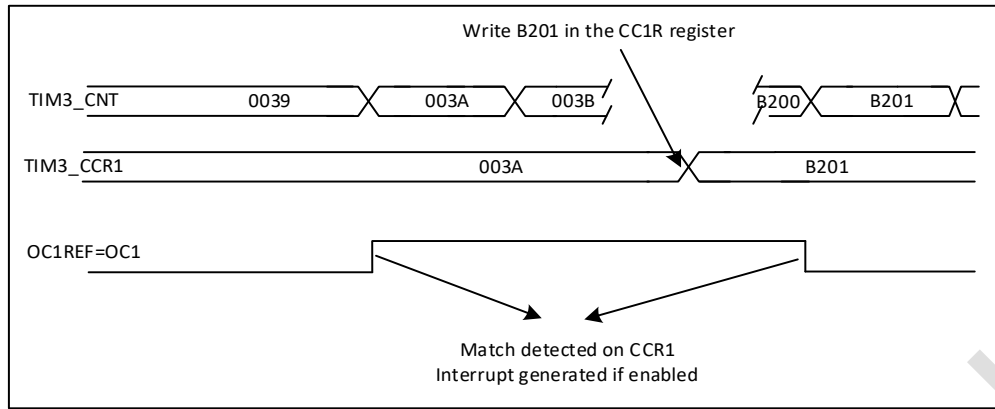 Write B201 in the CC1R register
TIM3_CNT 0039 003A 003B B200 B201
TIM3_CCR1 003A B201
OC1REF=OC1
Match detected on CCR1
Interrupt generated if enabled